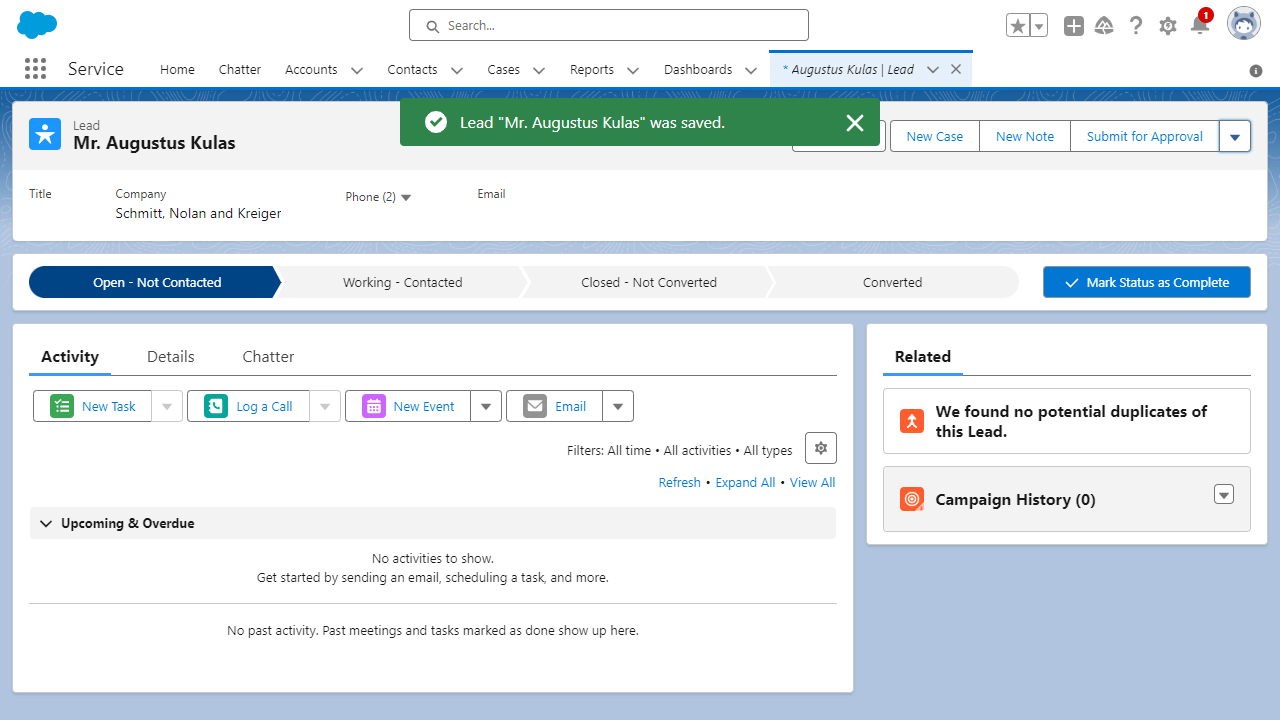 Search...
1
Service
Home
Chatter
Accounts
Contacts
Cases
Reports
Dashboards
* Augustus Kulas | Lead
Lead "Mr. Augustus Kulas" was saved.
Lead
Mr. Augustus Kulas
New Case
New Note
Submit for Approval
Title
Company
Schmitt, Nolan and Kreiger
Phone (2)
Email
Open - Not Contacted
Working - Contacted
Closed - Not Converted
Converted
Mark Status as Complete
Activity
Details
Chatter
New Task
Log a Call
New Event
Email
Filters: All time • All activities • All types
Refresh • Expand All • View All
Upcoming & Overdue
No activities to show.
Get started by sending an email, scheduling a task, and more.
No past activity. Past meetings and tasks marked as done show up here.
Related
We found no potential duplicates of
this Lead.
Campaign History (0)